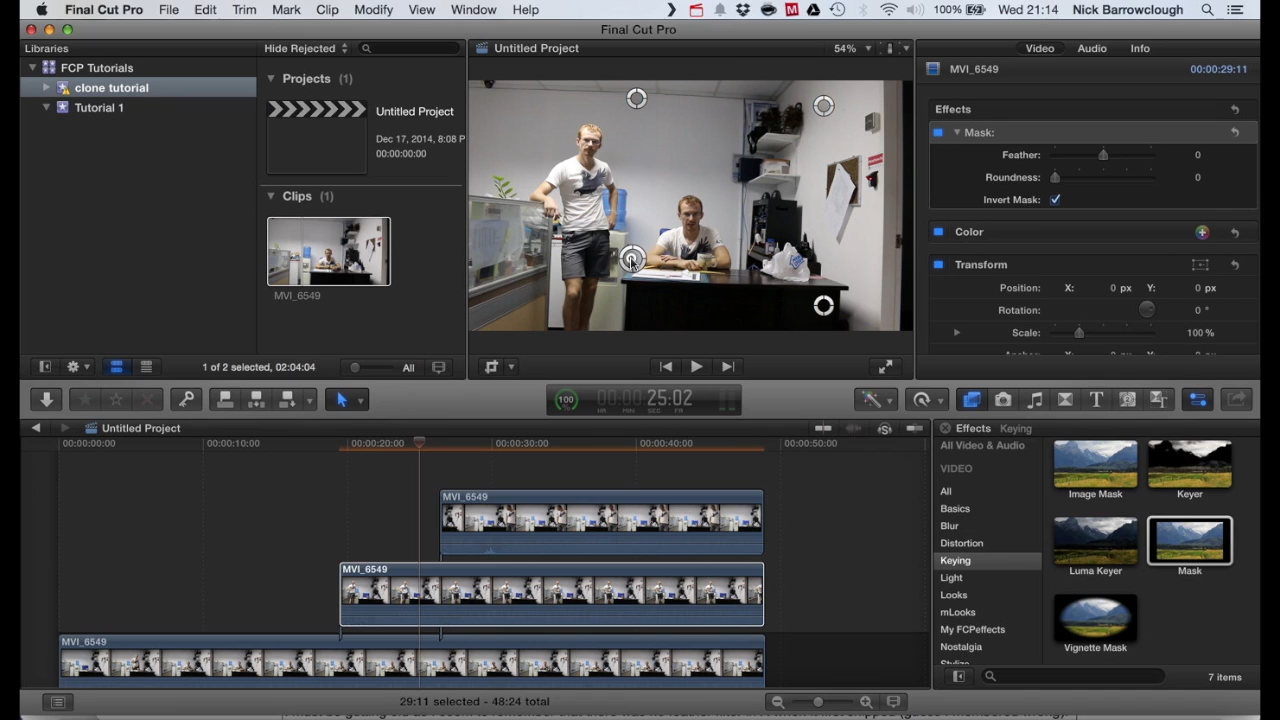 Final Cut Pro File Edit Trim Mark Clip Modify View Window Help 100% Wed 21:14 Nick Barrowclough
Final Cut Pro
Libraries
FCP Tutorials
clone tutorial
Tutorial 1
Hide Rejected
Projects (1)
Untitled Project
Dec 17, 2014, 8:08 P
00:00:00:00
Clips (1)
MVI_6549
1 of 2 selected, 02:04:04 All
Untitled Project 54%
Video Audio Info
MVI_6549 00:00:29:11
Effects
Mask:
Feather: 0
Roundness: 0
Invert Mask:
Color
Transform
Position: X: 0 px Y: 0 px
Rotation: 0 °
Scale: 100 %
100 00:00:25:02
HR MIN SEC FR
Untitled Project
00:00:00:00 00:00:10:00 00:00:20:00 00:00:30:00 00:00:40:00 00:00:50:00
MVI_6549
MVI_6549
MVI_6549
Effects Keying
All Video & Audio
VIDEO
All
Basics
Blur
Distortion
Keying
Light
Looks
mLooks
My FCPeffects
Nostalgia
Stylize
Image Mask Keyer
Luma Keyer Mask
Vignette Mask
7 items
29:11 selected - 48:24 total